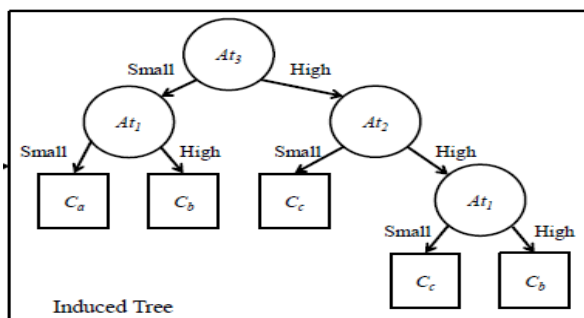 At3
Small High
At1 At2
Small High Small High
Ca Cb Cc At1
Small High
Cc Cb
Induced Tree